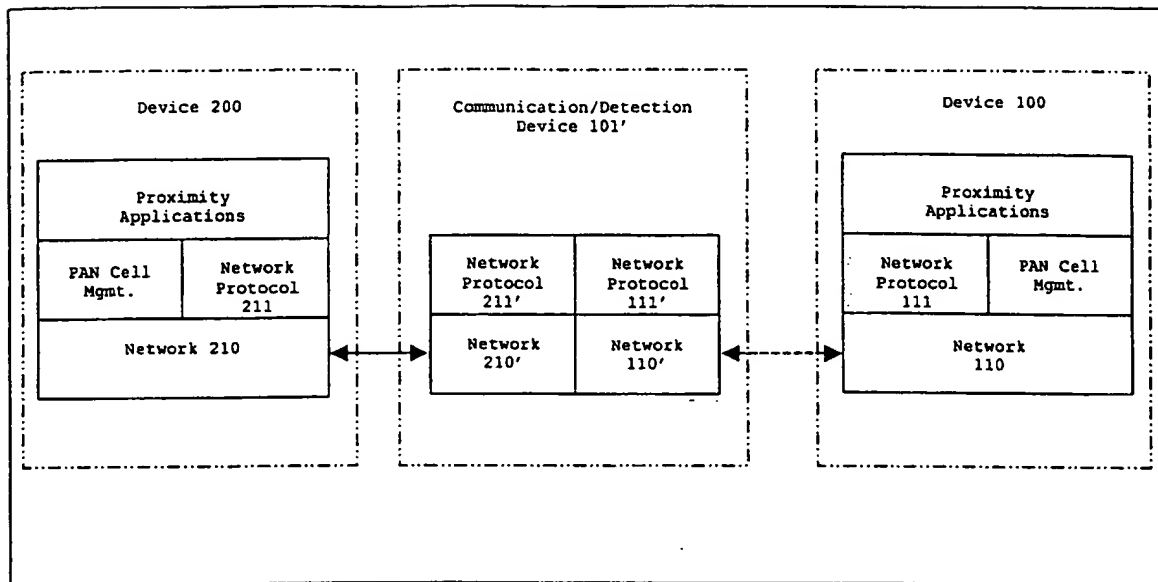 Device 200
Proximity
Applications
PAN Cell
Mgmt.
Network
Protocol
211
Network 210
Communication/Detection
Device 101'
Network
Protocol
211'
Network
Protocol
111'
Network
210'
Network
110'
Device 100
Proximity
Applications
Network
Protocol
111
PAN Cell
Mgmt.
Network
110